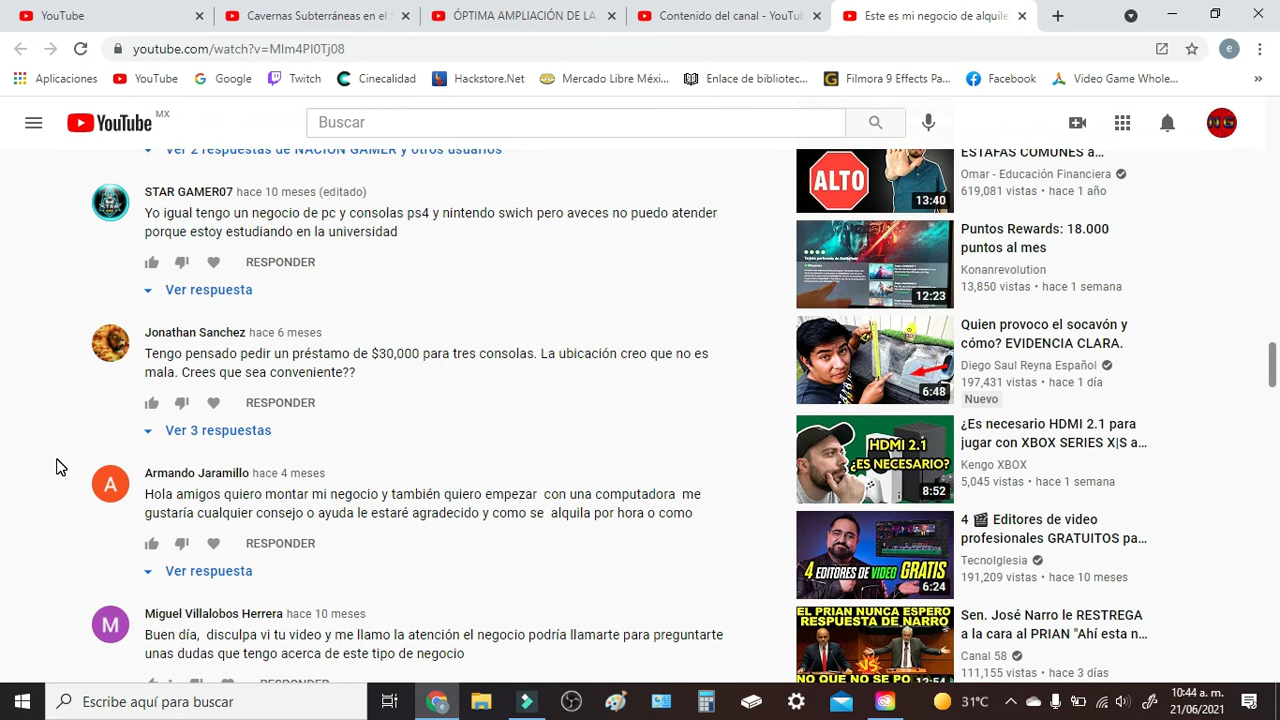 YouTube
Cavernas Subterráneas en el S
ÓPTIMA AMPLIACIÓN DE LA
Contenido del canal - YouTub
Este es mi negocio de alquile
youtube.com/watch?v=MIm4PI0Tj08
e
Aplicaciones
YouTube
Google
Twitch
Cinecalidad
Hackstore.Net
Mercado Libre Méxi...
Enlace de bibliotec...
Filmora 9 Effects Pa...
Facebook
Video Game Whole...
YouTube MX
Buscar
NG
Ver 2 respuestas de NACION GAMER y otros usuarios
STAR GAMER07 hace 10 meses (editado)
Yo igual tengo un negocio de pc y consolas ps4 y nintendo swich pero aveces no puedo atender
porque estoy estudiando en la universidad
RESPONDER
Ver respuesta
Jonathan Sanchez hace 6 meses
Tengo pensado pedir un préstamo de $30,000 para tres consolas. La ubicación creo que no es
mala. Crees que sea conveniente??
RESPONDER
Ver 3 respuestas
A
Armando Jaramillo hace 4 meses
Hola amigos quiero montar mi negocio y también quiero empezar con una computadora me
gustaría cualquier consejo o ayuda le estaré agradecido y como se alquila por hora o como
RESPONDER
Ver respuesta
M
Miguel Villalobos Herrera hace 10 meses
Buen día, disculpa vi tu video y me llamo la atención el negocio podría llamarte para preguntarte
unas dudas que tengo acerca de este tipo de negocio
RESPONDER
ALTO
13:40
ESTAFAS COMUNES a...
Omar - Educación Financiera
619,081 vistas • hace 1 año
12:23
Puntos Rewards: 18.000
puntos al mes
Konanrevolution
13,850 vistas • hace 1 semana
6:48
Quien provoco el socavón y
cómo? EVIDENCIA CLARA.
Diego Saul Reyna Español
197,431 vistas • hace 1 día
Nuevo
HDMI 2.1
¿ES NECESARIO?
8:52
¿Es necesario HDMI 2.1 para
jugar con XBOX SERIES X|S a...
Kengo XBOX
5,045 vistas • hace 1 semana
4 EDITORES DE VIDEO GRATIS
6:24
4 🎬 Editores de video
profesionales GRATUITOS pa...
TecnoIglesia
191,209 vistas • hace 10 meses
EL PRIAN NUNCA ESPERO
RESPUESTA DE NARRO
VS
12:54
Sen. José Narro le RESTREGA
a la cara al PRIAN "Ahí esta n...
Canal 58
111,155 vistas • hace 3 días
Escribe aquí para buscar
31°C
10:44 a. m.
21/06/2021